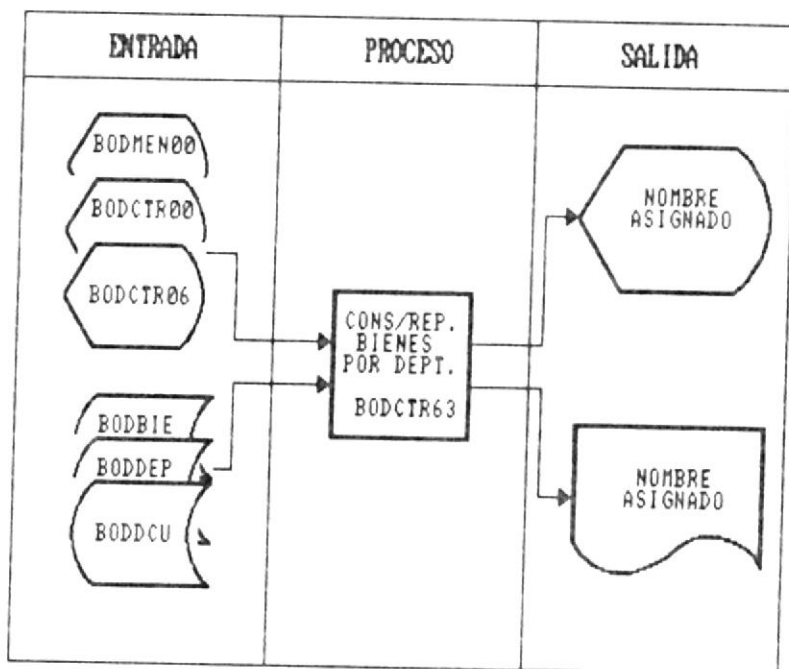 ENTRADA
PROCESO
SALIDA
BODMEN00
BODCTR00
BODCTR06
BODBIE
BODDEP
BODDCU
CONS/REP.
BIENES
POR DEPT.
BODCTR63
NOMBRE
ASIGNADO
NOMBRE
ASIGNADO